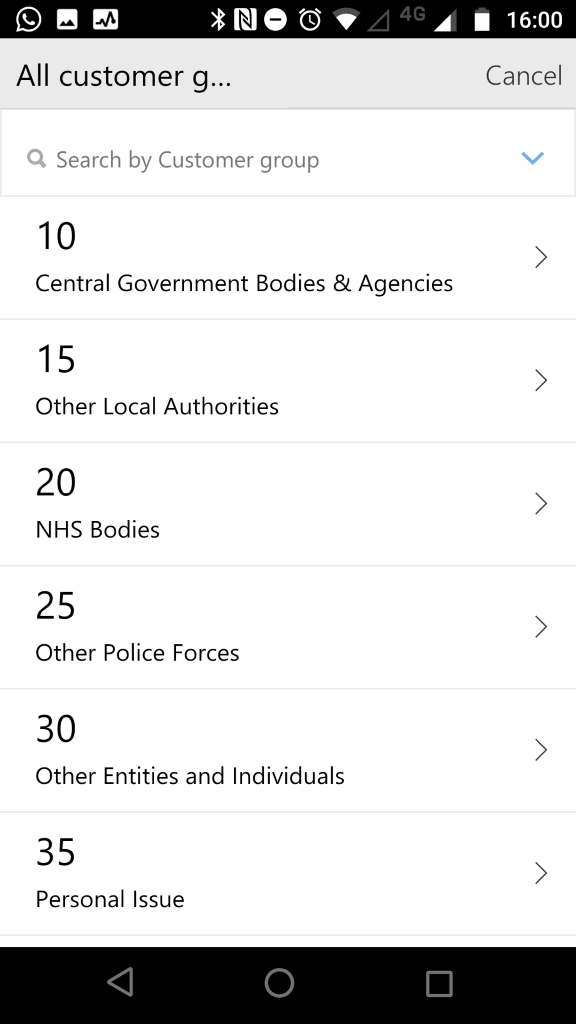 4G 16:00
All customer g... Cancel
Search by Customer group
10
Central Government Bodies & Agencies
15
Other Local Authorities
20
NHS Bodies
25
Other Police Forces
30
Other Entities and Individuals
35
Personal Issue